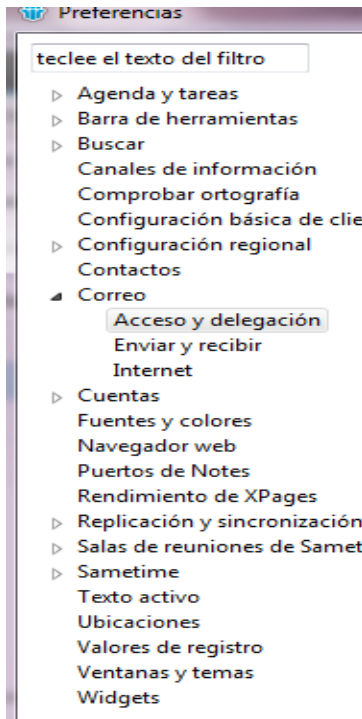 Preferencias
teclee el texto del filtro
Agenda y tareas
Barra de herramientas
Buscar
Canales de información
Comprobar ortografía
Configuración básica de clie
Configuración regional
Contactos
Correo
Acceso y delegación
Enviar y recibir
Internet
Cuentas
Fuentes y colores
Navegador web
Puertos de Notes
Rendimiento de XPages
Replicación y sincronización
Salas de reuniones de Samet
Sametime
Texto activo
Ubicaciones
Valores de registro
Ventanas y temas
Widgets